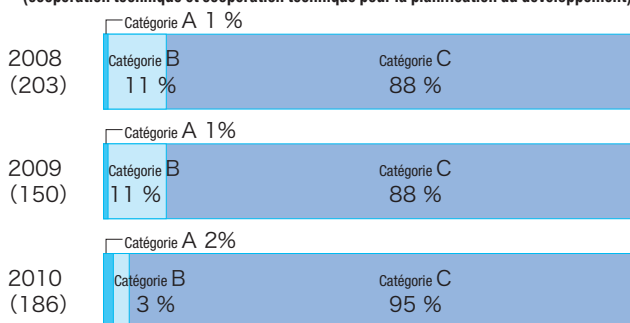 (coopération technique et coopération technique pour la planification du développement)
Catégorie A 1 %
2008
(203)
Catégorie B
11 %
Catégorie C
88 %
Catégorie A 1%
2009
(150)
Catégorie B
11 %
Catégorie C
88 %
Catégorie A 2%
2010
(186)
Catégorie B
3 %
Catégorie C
95 %